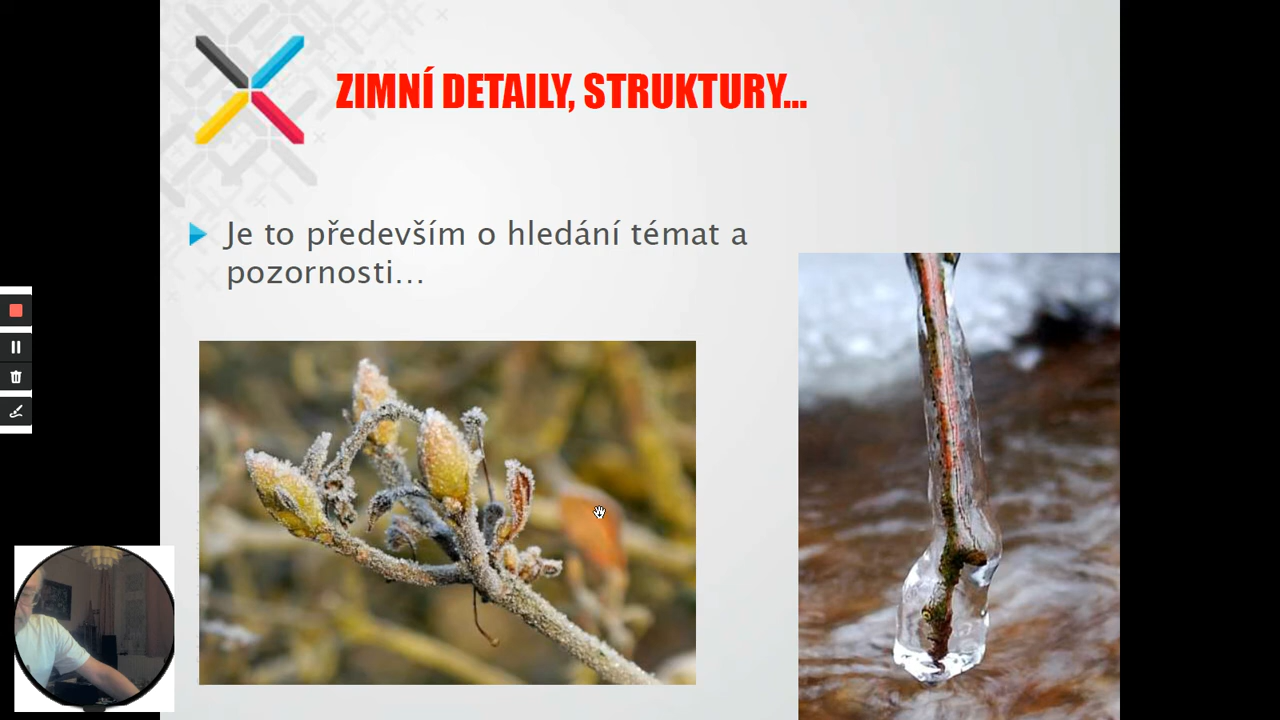 ZIMNÍ DETAILY, STRUKTURY...
Je to především o hledání témat a
pozornosti...